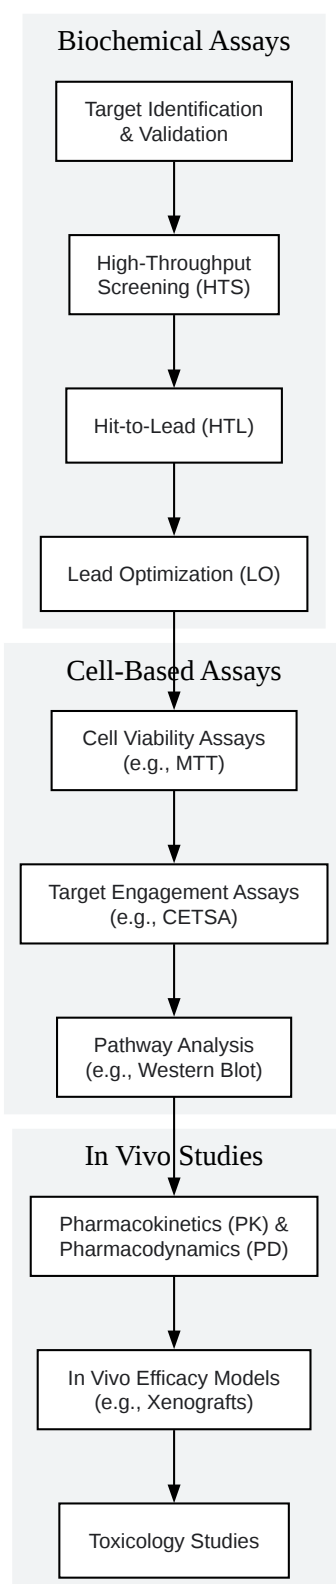 Biochemical Assays
Target Identification
& Validation
High-Throughput
Screening (HTS)
Hit-to-Lead (HTL)
Lead Optimization (LO)
Cell-Based Assays
Cell Viability Assays
(e.g., MTT)
Target Engagement Assays
(e.g., CETSA)
Pathway Analysis
(e.g., Western Blot)
In Vivo Studies
Pharmacokinetics (PK) &
Pharmacodynamics (PD)
In Vivo Efficacy Models
(e.g., Xenografts)
Toxicology Studies